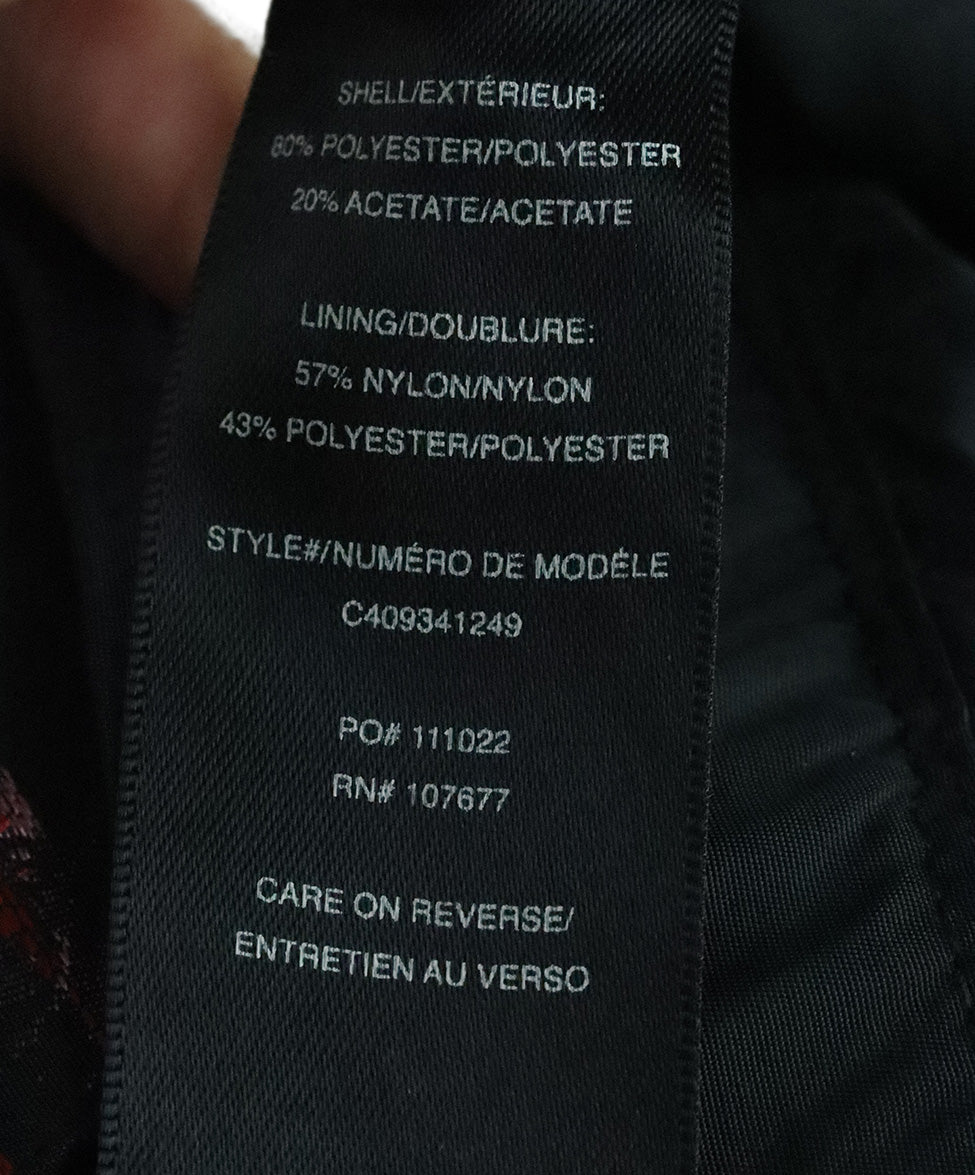 SHELL/EXTÉRIEUR:
80% POLYESTER/POLYESTER
20% ACETATE/ACETATE
LINING/DOUBLURE:
57% NYLON/NYLON
43% POLYESTER/POLYESTER
STYLE#/NUMÉRO DE MODÉLE
C409341249
PO# 111022
RN# 107677
CARE ON REVERSE/
ENTRETIEN AU VERSO